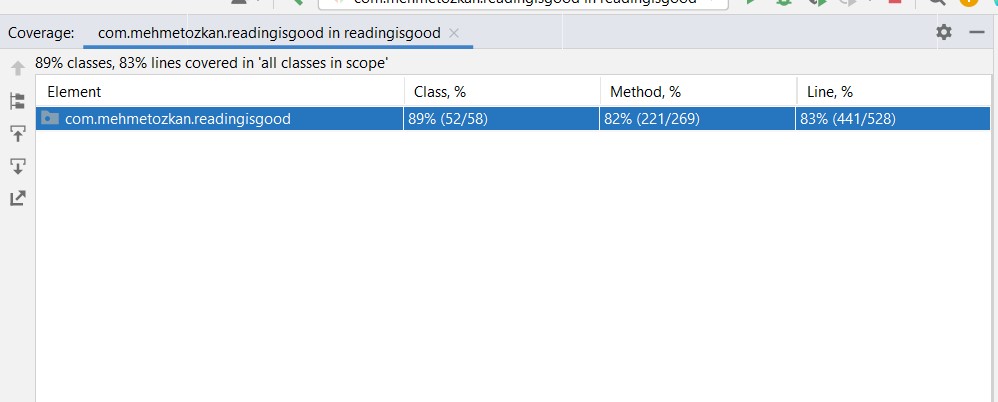 com.mehmetozkan.readingisgood in readingisgood
Coverage: com.mehmetozkan.readingisgood in readingisgood
89% classes, 83% lines covered in 'all classes in scope'
Element Class, % Method, % Line, %
com.mehmetozkan.readingisgood 89% (52/58) 82% (221/269) 83% (441/528)